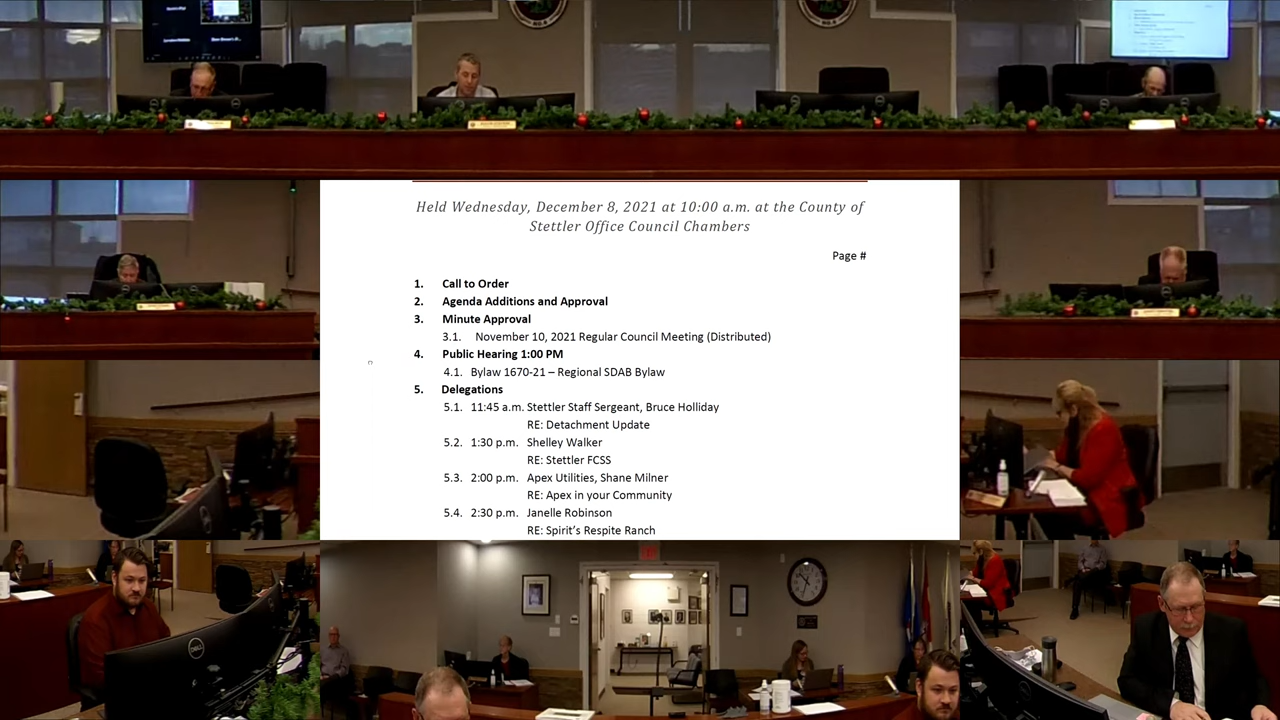 Held Wednesday, December 8, 2021 at 10:00 a.m. at the County of
Stettler Office Council Chambers
Page #
1. Call to Order
2. Agenda Additions and Approval
3. Minute Approval
3.1. November 10, 2021 Regular Council Meeting (Distributed)
4. Public Hearing 1:00 PM
4.1. Bylaw 1670-21 – Regional SDAB Bylaw
5. Delegations
5.1. 11:45 a.m. Stettler Staff Sergeant, Bruce Holliday
RE: Detachment Update
5.2. 1:30 p.m. Shelley Walker
RE: Stettler FCSS
5.3. 2:00 p.m. Apex Utilities, Shane Milner
RE: Apex in your Community
5.4. 2:30 p.m. Janelle Robinson
RE: Spirit's Respite Ranch